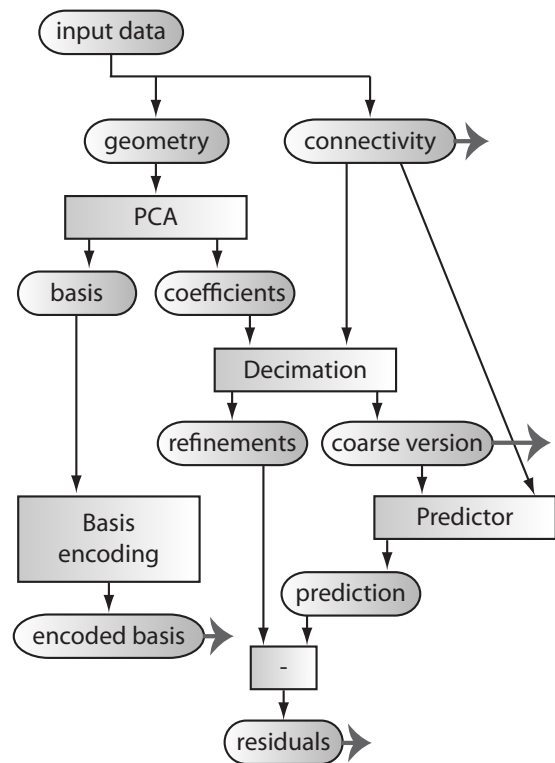 input data
geometry
connectivity
PCA
basis
coefficients
Decimation
refinements
coarse version
Basis
encoding
Predictor
prediction
encoded basis
-
residuals